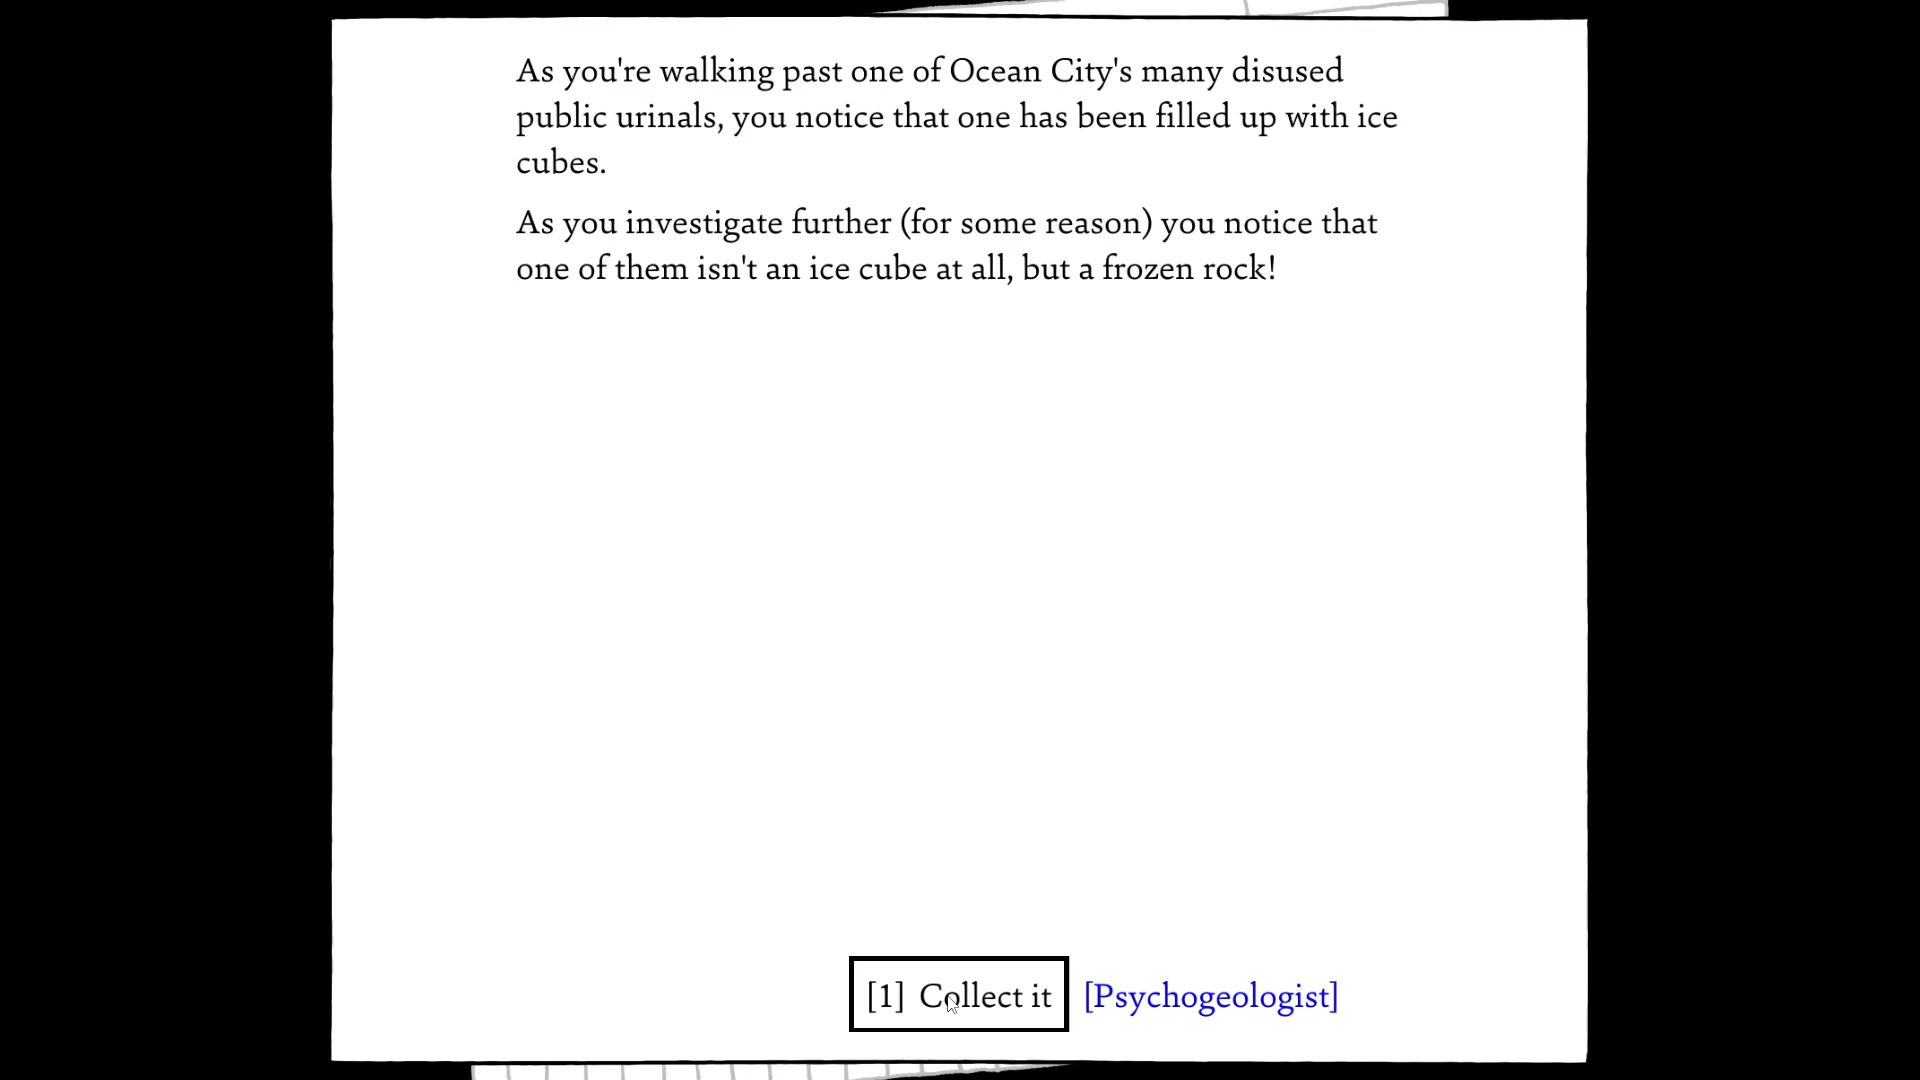 As you're walking past one of Ocean City's many disused
public urinals, you notice that one has been filled up with ice
cubes.
As you investigate further (for some reason) you notice that
one of them isn't an ice cube at all, but a frozen rock!
[1] Collect it [Psychogeologist]